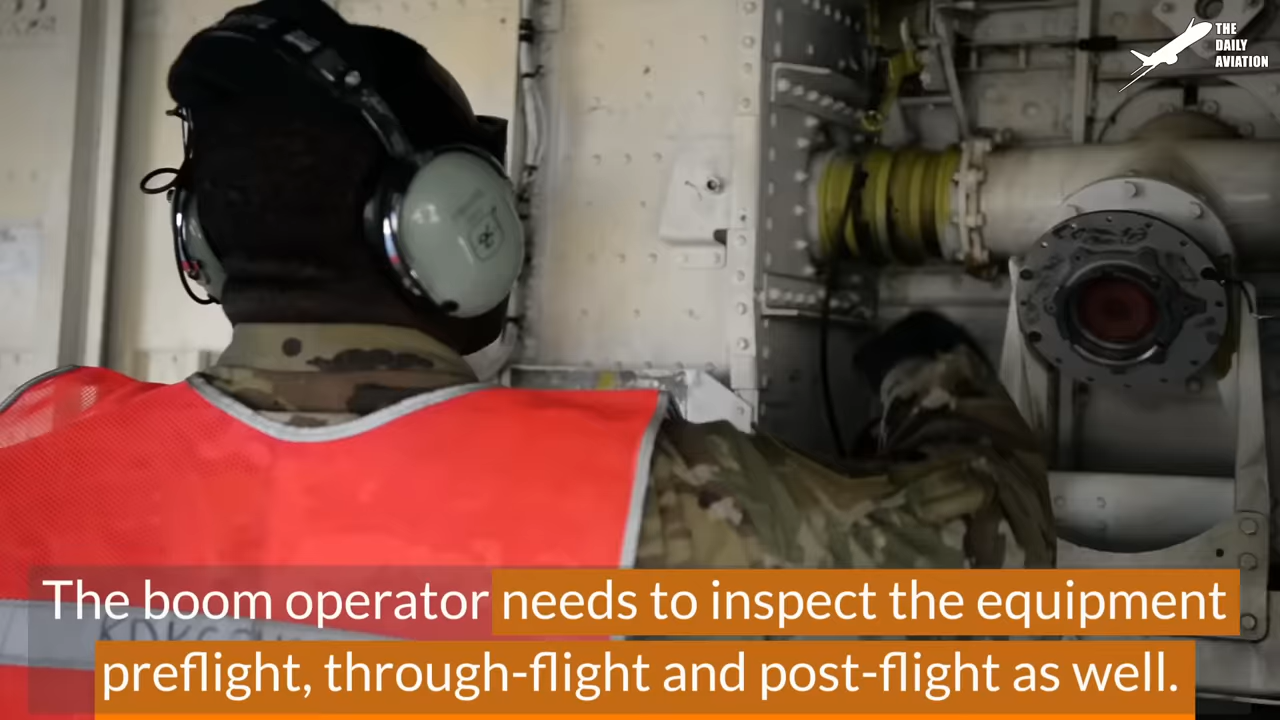 THE
DAILY
AVIATION
The boom operator needs to inspect the equipment
preflight, through-flight and post-flight as well.